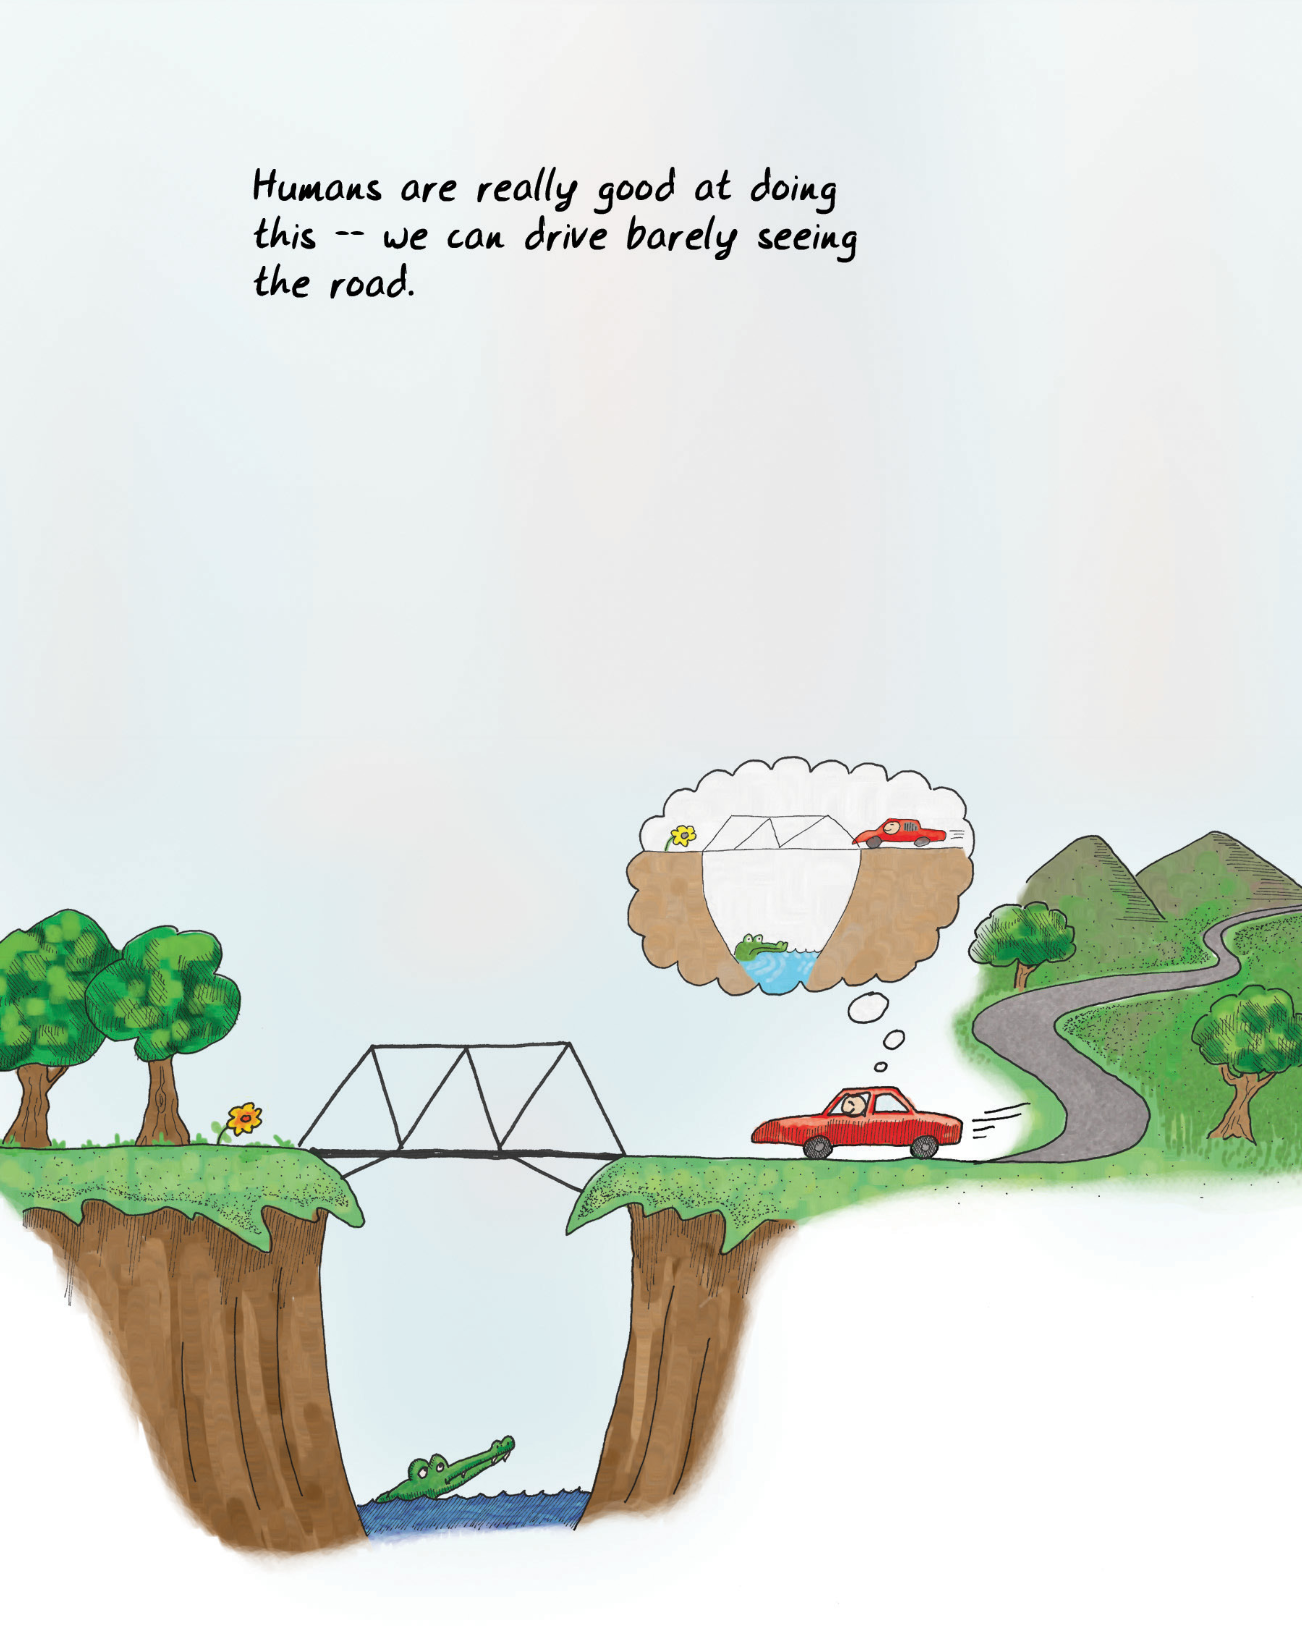 Humans are really good at doing
this -- we can drive barely seeing
the road.